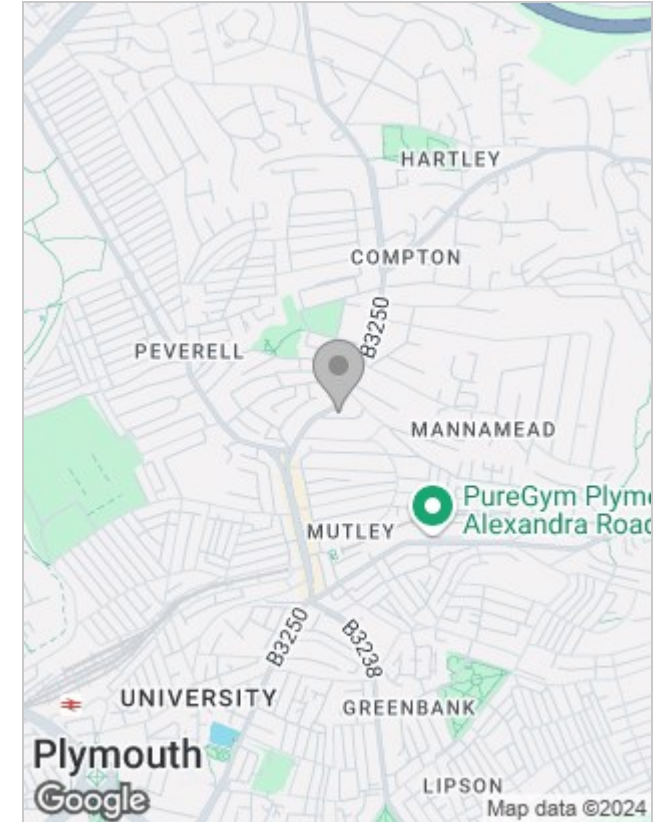 HARTLEY
COMPTON
B3250
PEVERELL
MANNAMEAD
PureGym Plym
Alexandra Road
MUTLEY
B3250
B3238
UNIVERSITY
GREENBANK
Plymouth
LIPSON
Google
Map data ©2024